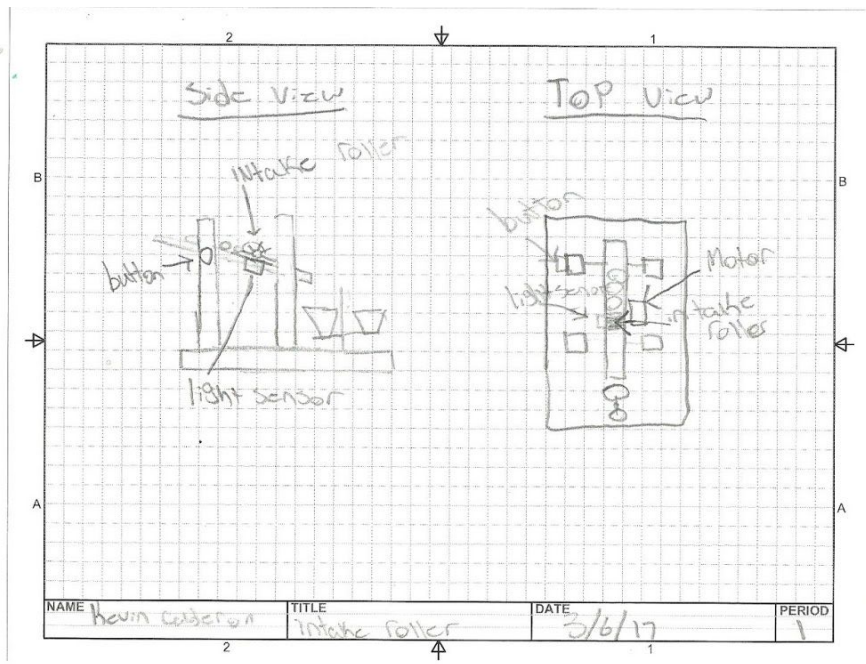 2
1
Side View
TOP View
B
B
INtake roller
button
light sensor
button
Motor
light sensor
intake
roller
A
A
NAME Kevin Calderon
TITLE intake roller
DATE 3/6/17
PERIOD 1
2
1